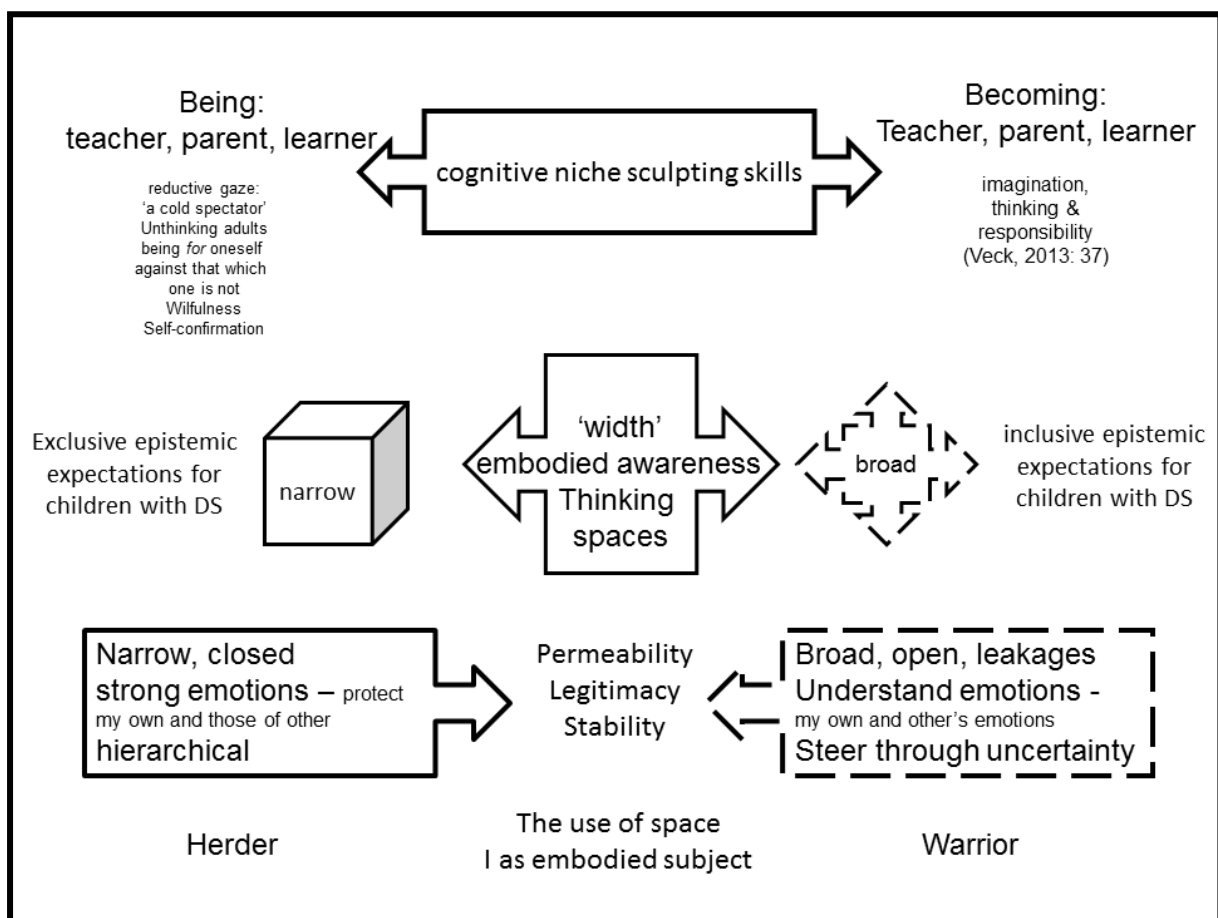 Being:
teacher, parent, learner
reductive gaze:
‘a cold spectator’
Unthinking adults
being for oneself
against that which
one is not
Wilfulness
Self-confirmation
cognitive niche sculpting skills
Becoming:
Teacher, parent, learner
imagination,
thinking &
responsibility
(Veck, 2013: 37)
Exclusive epistemic
expectations for
children with DS
narrow
‘width’
embodied awareness
Thinking
spaces
broad
inclusive epistemic
expectations for
children with DS
Narrow, closed
strong emotions – protect
my own and those of other
hierarchical
Permeability
Legitimacy
Stability
Broad, open, leakages
Understand emotions -
my own and other’s emotions
Steer through uncertainty
Herder
The use of space
I as embodied subject
Warrior